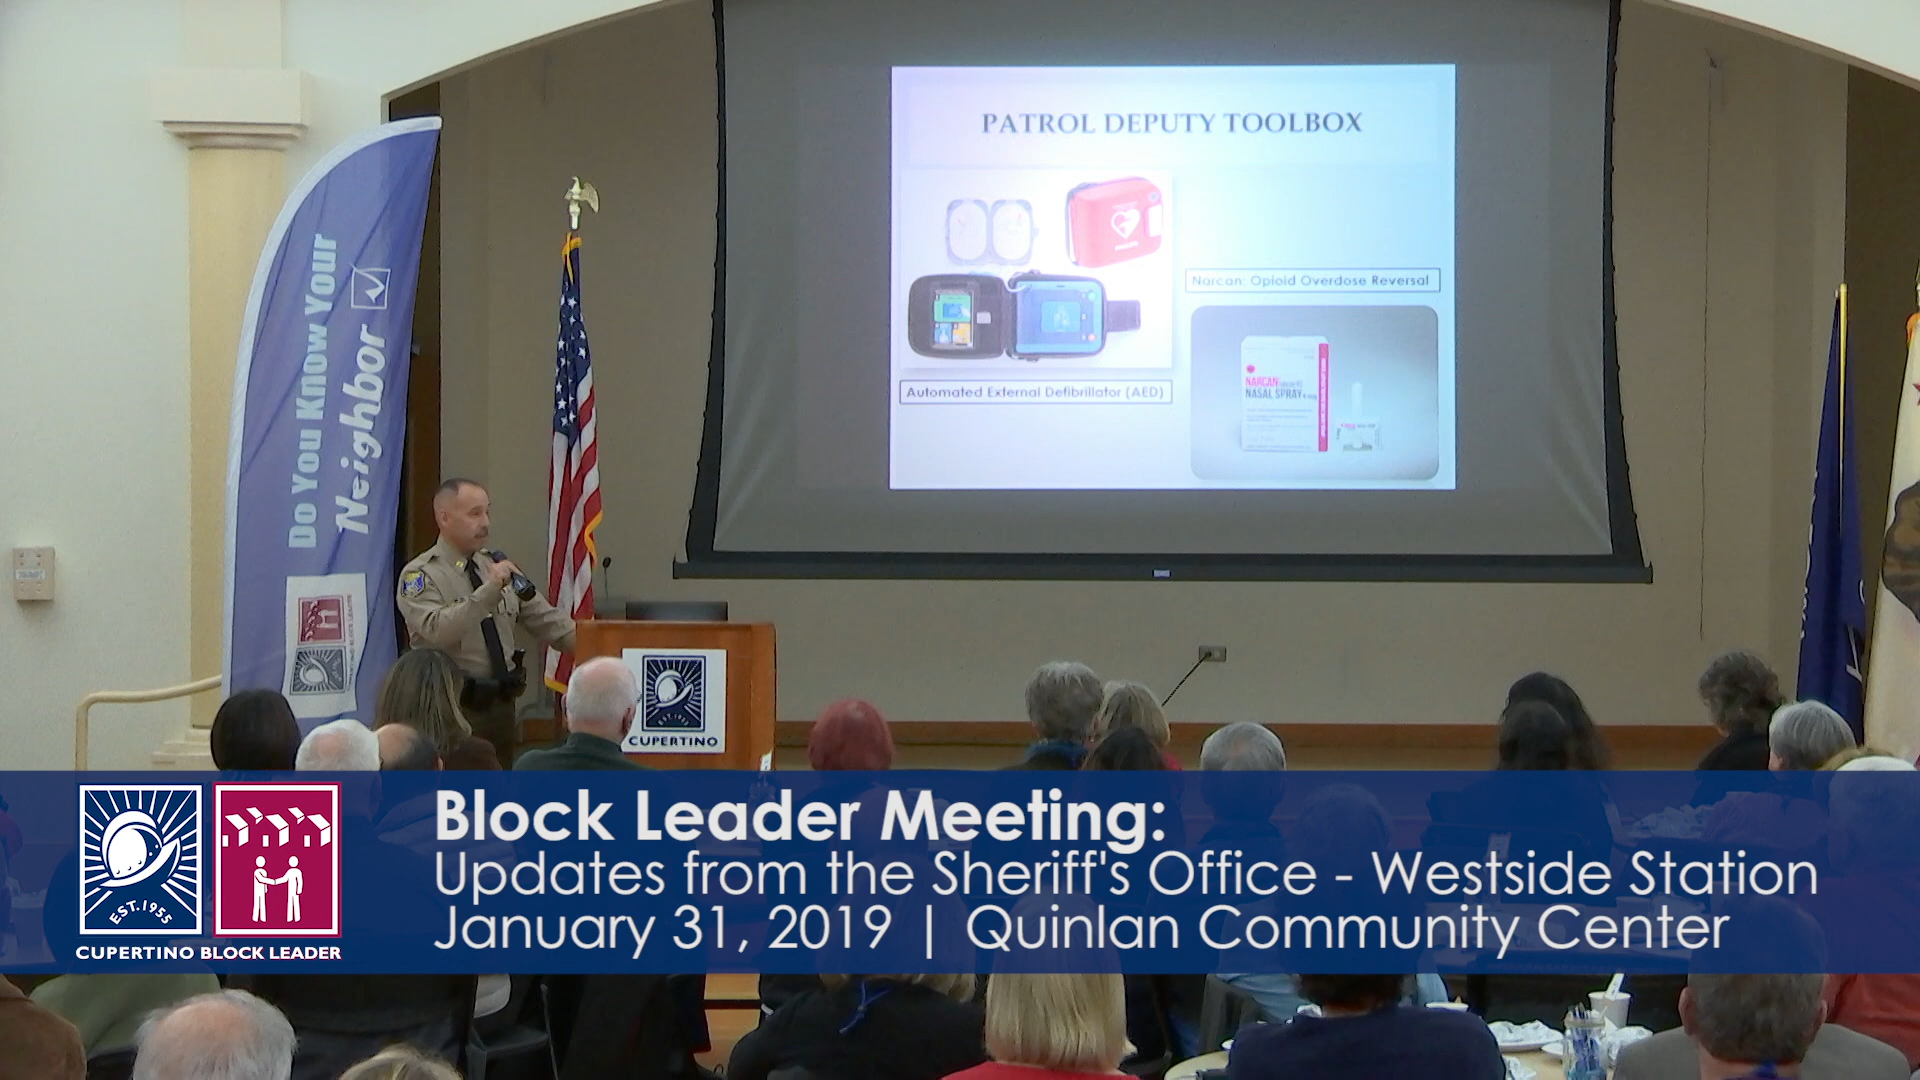 PATROL DEPUTY TOOLBOX
Narcan: Opioid Overdose Reversal
Automated External Defibrillator (AED)
NARCAN
NASAL SPRAY
Do You Know Your
Neighbor
EST. 1955
CUPERTINO
Block Leader Meeting:
Updates from the Sheriff's Office - Westside Station
January 31, 2019 | Quinlan Community Center
EST. 1955
CUPERTINO BLOCK LEADER